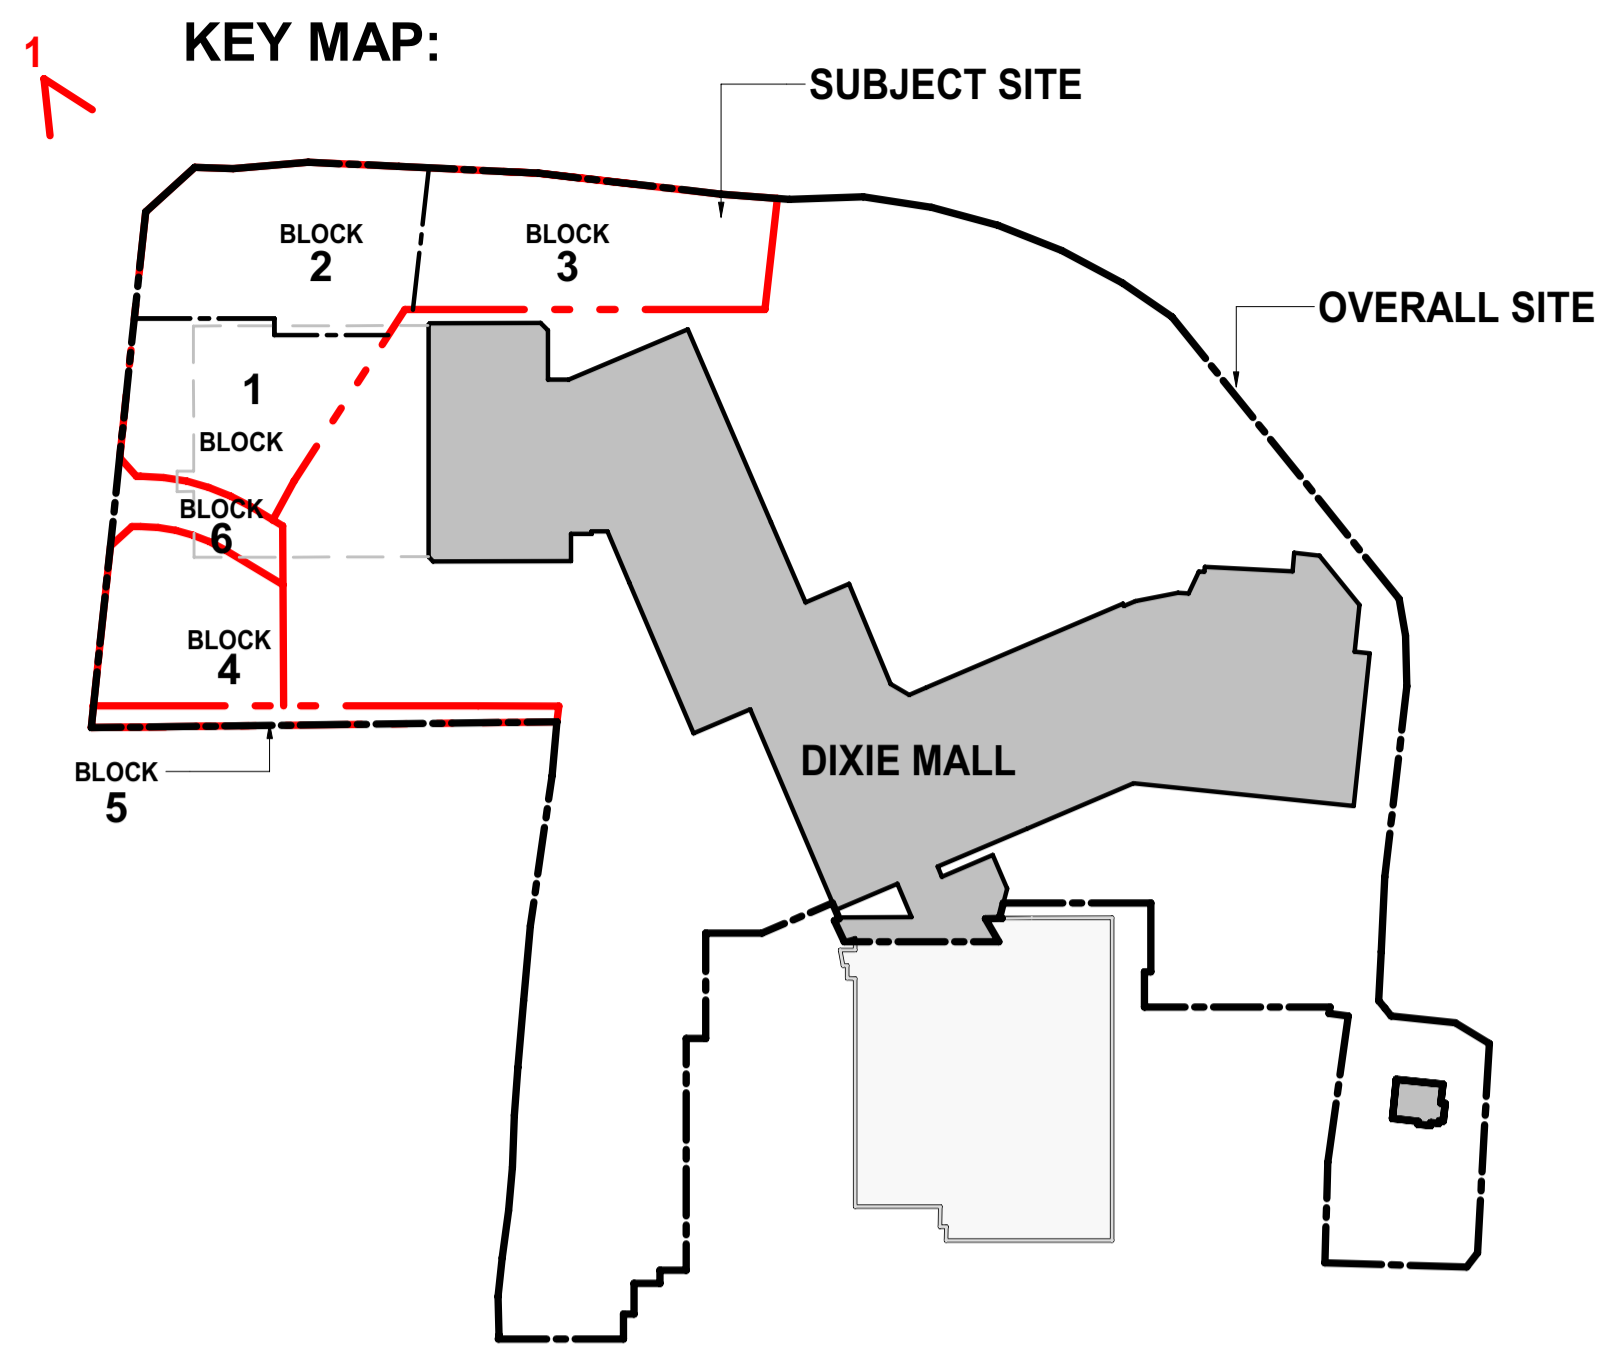 1
KEY MAP:
SUBJECT SITE
BLOCK
2
BLOCK
3
OVERALL SITE
1
BLOCK
BLOCK
6
BLOCK
4
DIXIE MALL
BLOCK
5